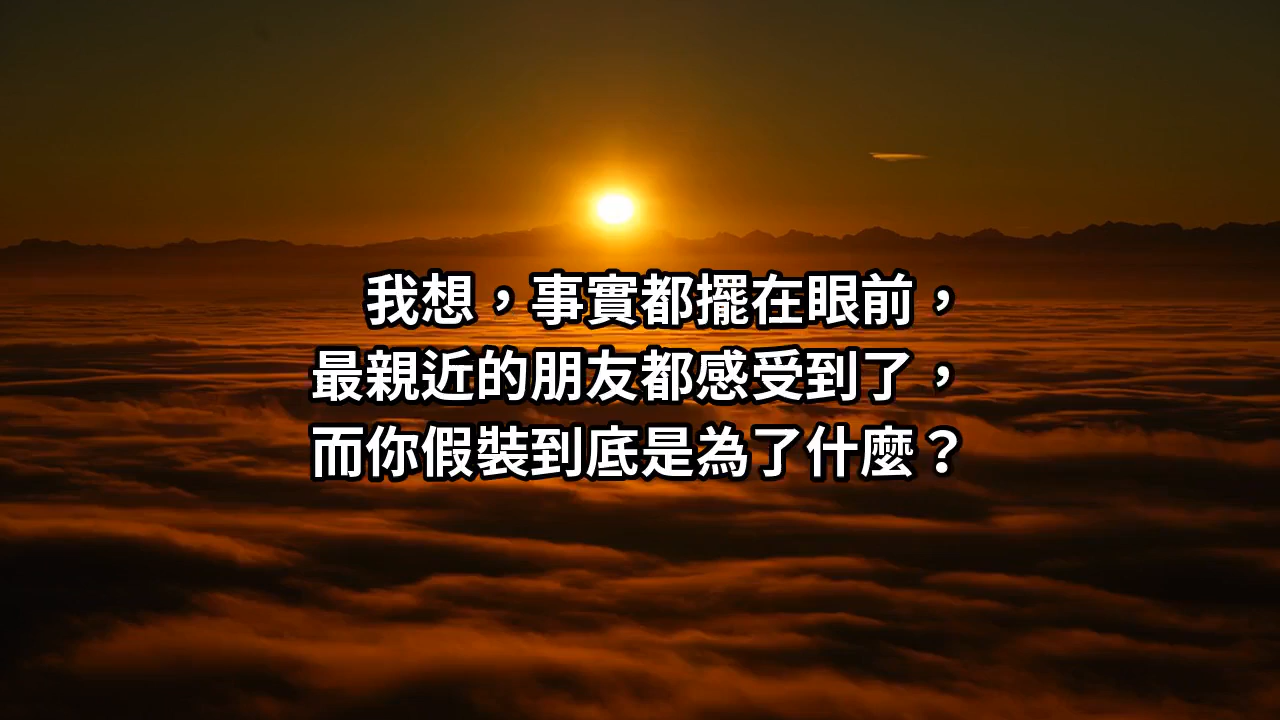 我想，事實都擺在眼前，
最親近的朋友都感受到了，
而你假裝到底是為了什麼？